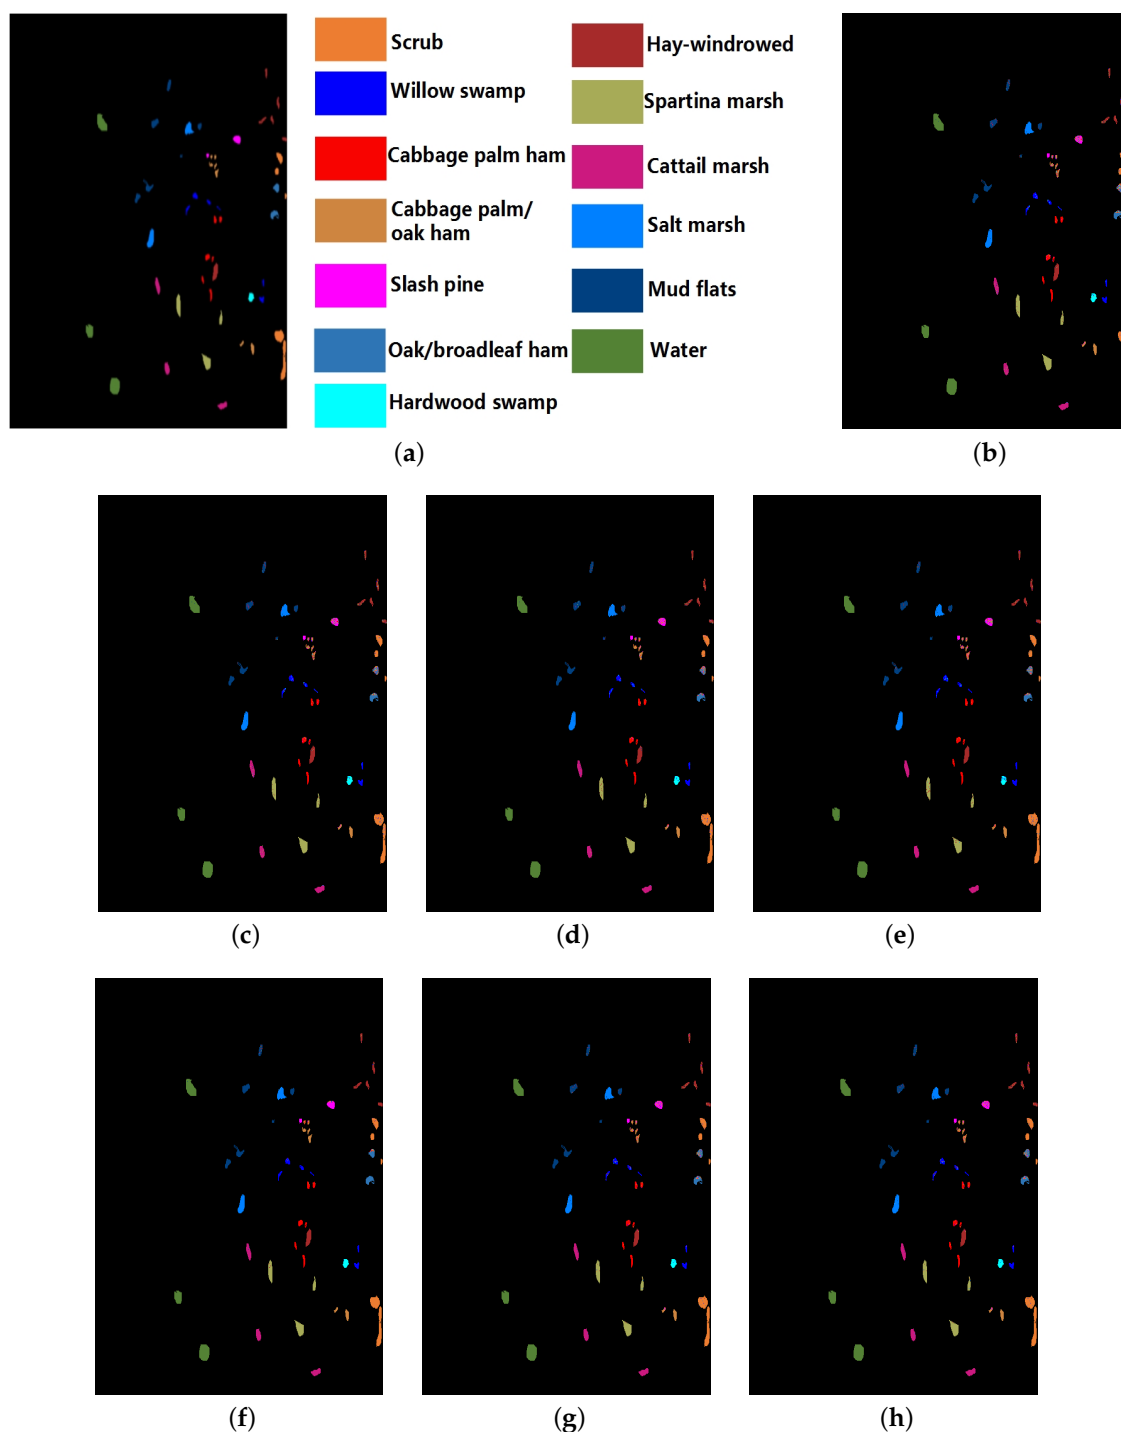 Scrub
Willow swamp
Cabbage palm ham
Cabbage palm/
oak ham
Slash pine
Oak/broadleaf ham
Hardwood swamp
Hay-windrowed
Spartina marsh
Cattail marsh
Salt marsh
Mud flats
Water
(a)
(b)
(c)
(d)
(e)
(f)
(g)
(h)